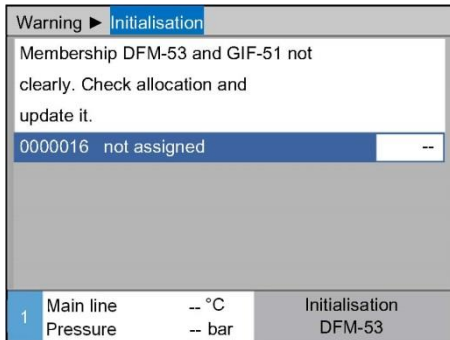 Warning ► Initialisation
Membership DFM-53 and GIF-51 not
clearly. Check allocation and
update it.
0000016 not assigned --
1 Main line -- °C Initialisation
Pressure -- bar DFM-53